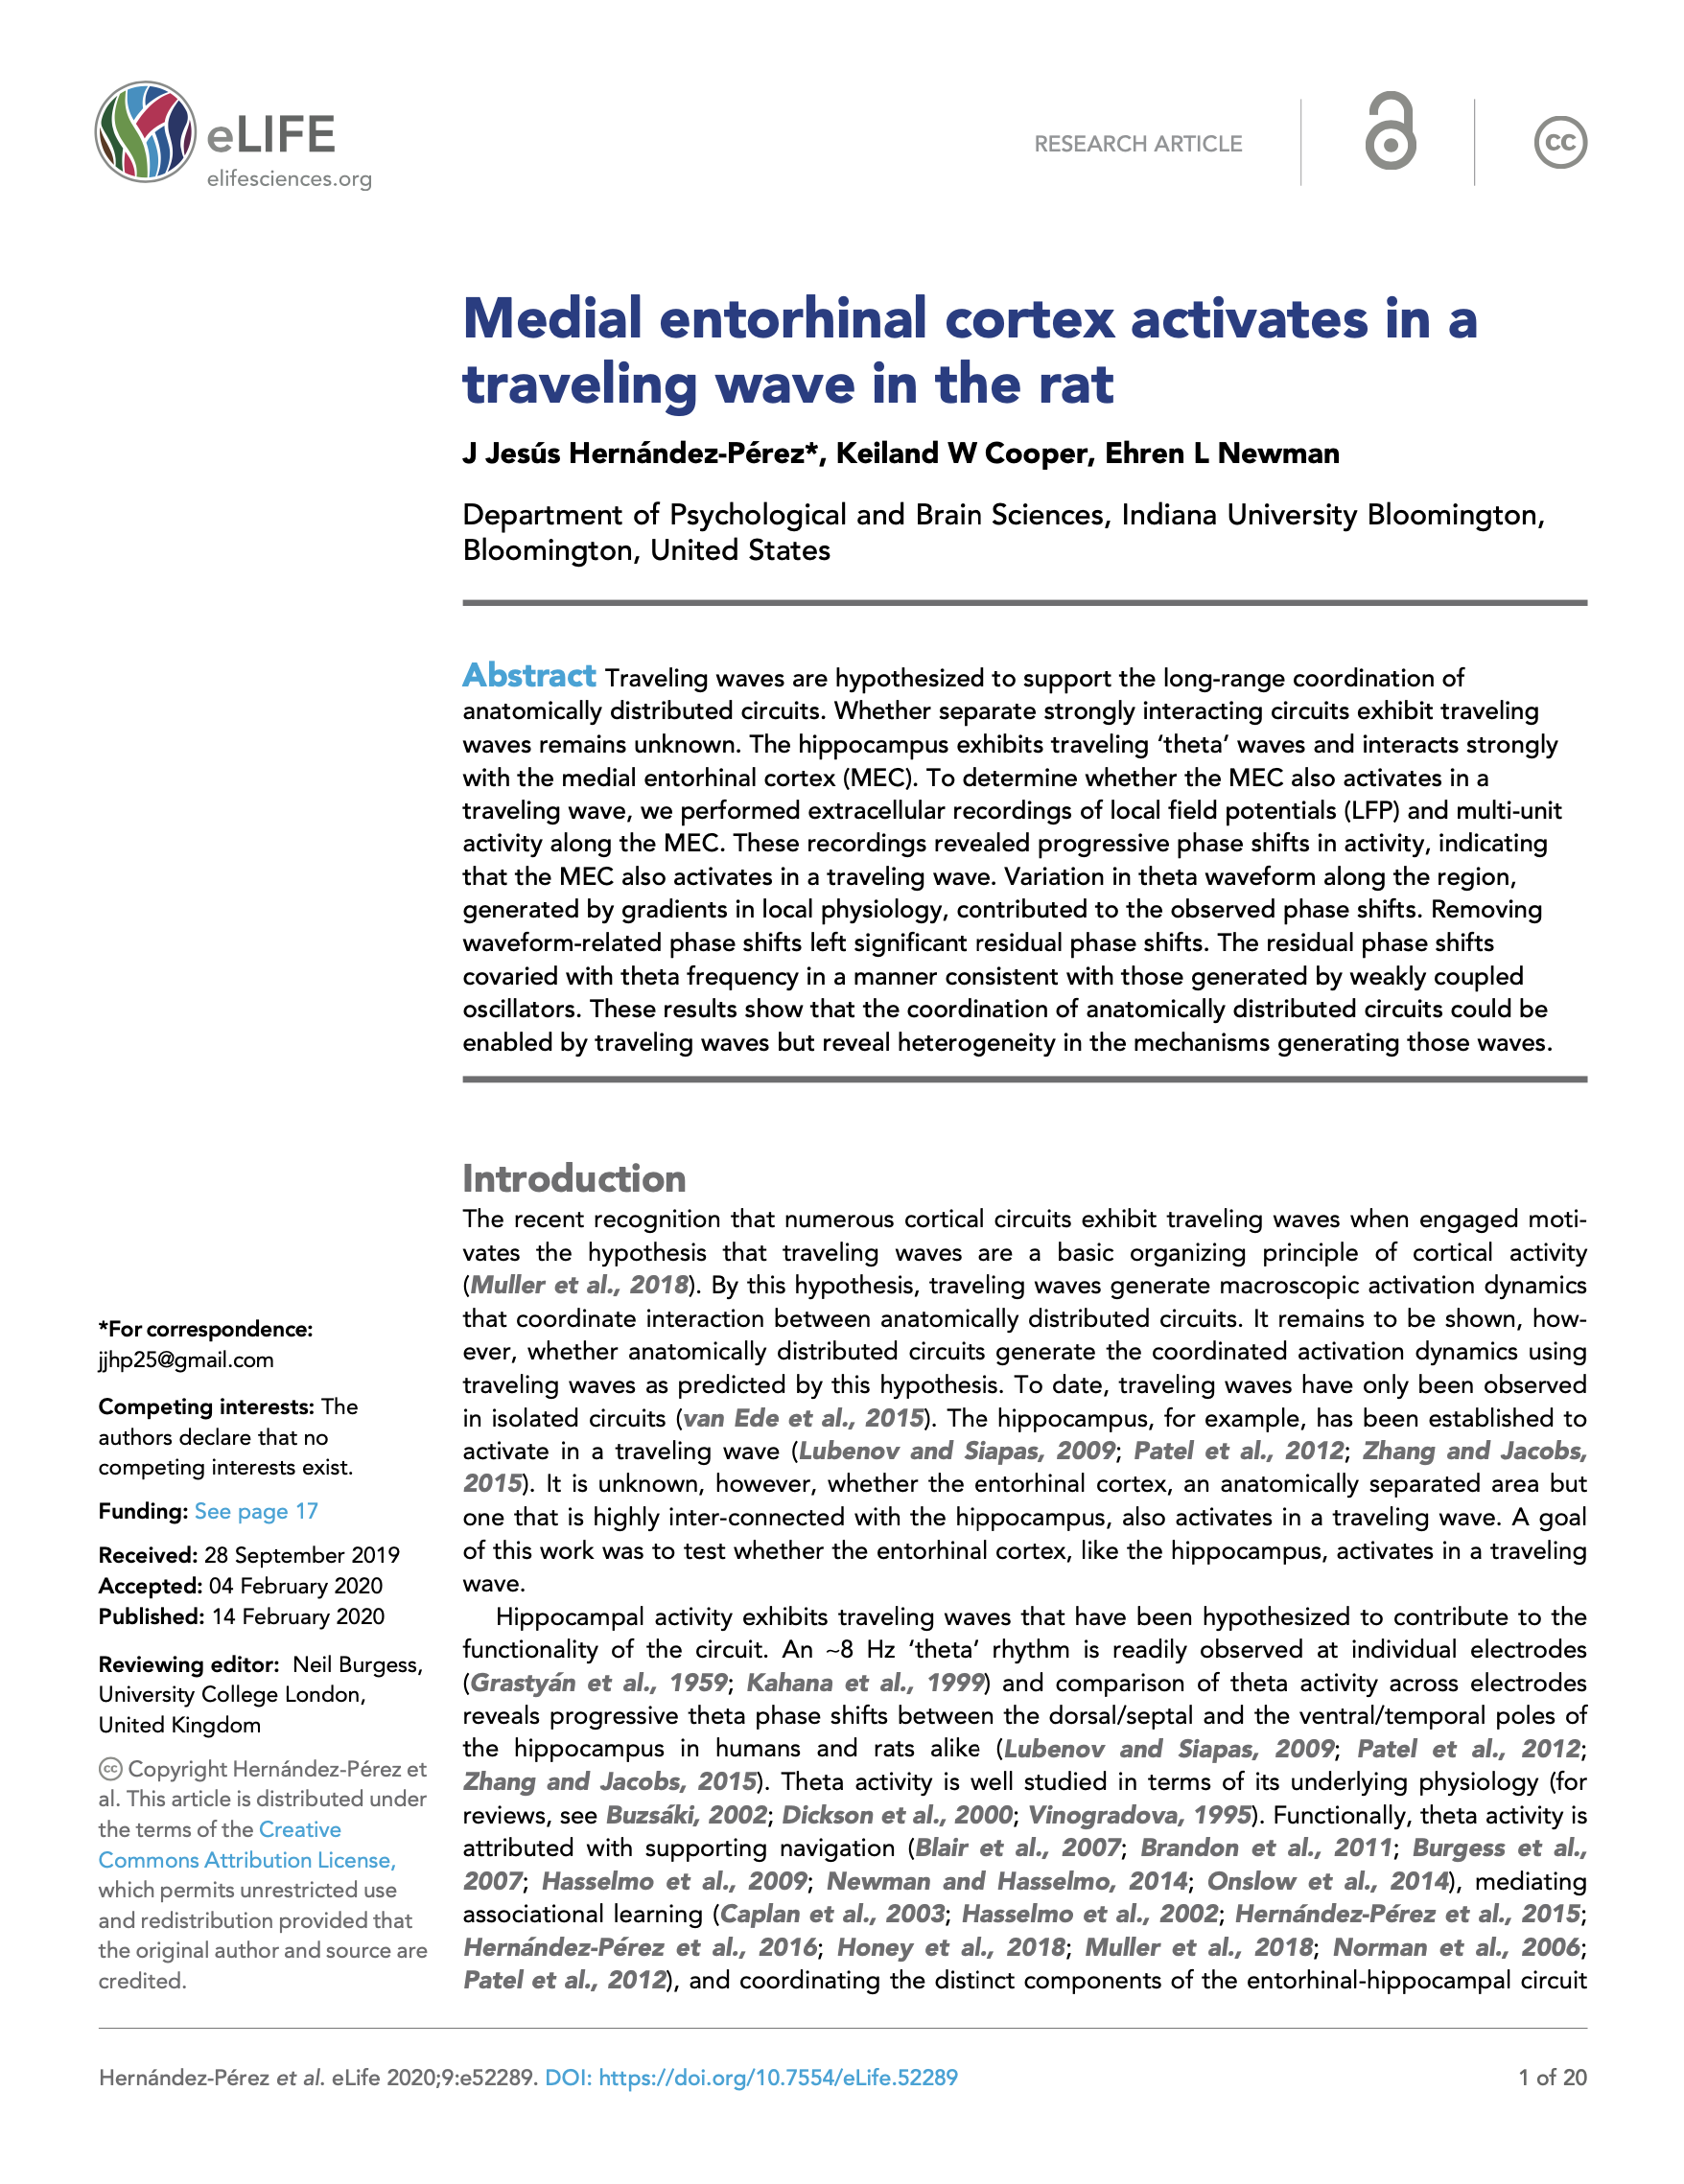 eLIFE
elifesciences.org
RESEARCH ARTICLE
cc
Medial entorhinal cortex activates in a
traveling wave in the rat
J Jesús Hernández-Pérez*, Keiland W Cooper, Ehren L Newman
Department of Psychological and Brain Sciences, Indiana University Bloomington,
Bloomington, United States
Abstract Traveling waves are hypothesized to support the long-range coordination of
anatomically distributed circuits. Whether separate strongly interacting circuits exhibit traveling
waves remains unknown. The hippocampus exhibits traveling ‘theta’ waves and interacts strongly
with the medial entorhinal cortex (MEC). To determine whether the MEC also activates in a
traveling wave, we performed extracellular recordings of local field potentials (LFP) and multi-unit
activity along the MEC. These recordings revealed progressive phase shifts in activity, indicating
that the MEC also activates in a traveling wave. Variation in theta waveform along the region,
generated by gradients in local physiology, contributed to the observed phase shifts. Removing
waveform-related phase shifts left significant residual phase shifts. The residual phase shifts
covaried with theta frequency in a manner consistent with those generated by weakly coupled
oscillators. These results show that the coordination of anatomically distributed circuits could be
enabled by traveling waves but reveal heterogeneity in the mechanisms generating those waves.
Introduction
The recent recognition that numerous cortical circuits exhibit traveling waves when engaged moti-
vates the hypothesis that traveling waves are a basic organizing principle of cortical activity
(Muller et al., 2018). By this hypothesis, traveling waves generate macroscopic activation dynamics
that coordinate interaction between anatomically distributed circuits. It remains to be shown, how-
ever, whether anatomically distributed circuits generate the coordinated activation dynamics using
traveling waves as predicted by this hypothesis. To date, traveling waves have only been observed
in isolated circuits (van Ede et al., 2015). The hippocampus, for example, has been established to
activate in a traveling wave (Lubenov and Siapas, 2009; Patel et al., 2012; Zhang and Jacobs,
2015). It is unknown, however, whether the entorhinal cortex, an anatomically separated area but
one that is highly inter-connected with the hippocampus, also activates in a traveling wave. A goal
of this work was to test whether the entorhinal cortex, like the hippocampus, activates in a traveling
wave.
Hippocampal activity exhibits traveling waves that have been hypothesized to contribute to the
functionality of the circuit. An ~8 Hz ‘theta’ rhythm is readily observed at individual electrodes
(Grastyán et al., 1959; Kahana et al., 1999) and comparison of theta activity across electrodes
reveals progressive theta phase shifts between the dorsal/septal and the ventral/temporal poles of
the hippocampus in humans and rats alike (Lubenov and Siapas, 2009; Patel et al., 2012;
Zhang and Jacobs, 2015). Theta activity is well studied in terms of its underlying physiology (for
reviews, see Buzsáki, 2002; Dickson et al., 2000; Vinogradova, 1995). Functionally, theta activity is
attributed with supporting navigation (Blair et al., 2007; Brandon et al., 2011; Burgess et al.,
2007; Hasselmo et al., 2009; Newman and Hasselmo, 2014; Onslow et al., 2014), mediating
associational learning (Caplan et al., 2003; Hasselmo et al., 2002; Hernández-Pérez et al., 2015;
Hernández-Pérez et al., 2016; Honey et al., 2018; Muller et al., 2018; Norman et al., 2006;
Patel et al., 2012), and coordinating the distinct components of the entorhinal-hippocampal circuit
*For correspondence:
jjhp25@gmail.com
Competing interests: The
authors declare that no
competing interests exist.
Funding: See page 17
Received: 28 September 2019
Accepted: 04 February 2020
Published: 14 February 2020
Reviewing editor: Neil Burgess,
University College London,
United Kingdom
cc Copyright Hernández-Pérez et
al. This article is distributed under
the terms of the Creative
Commons Attribution License,
which permits unrestricted use
and redistribution provided that
the original author and source are
credited.
Hernández-Pérez et al. eLife 2020;9:e52289. DOI: https://doi.org/10.7554/eLife.52289
1 of 20